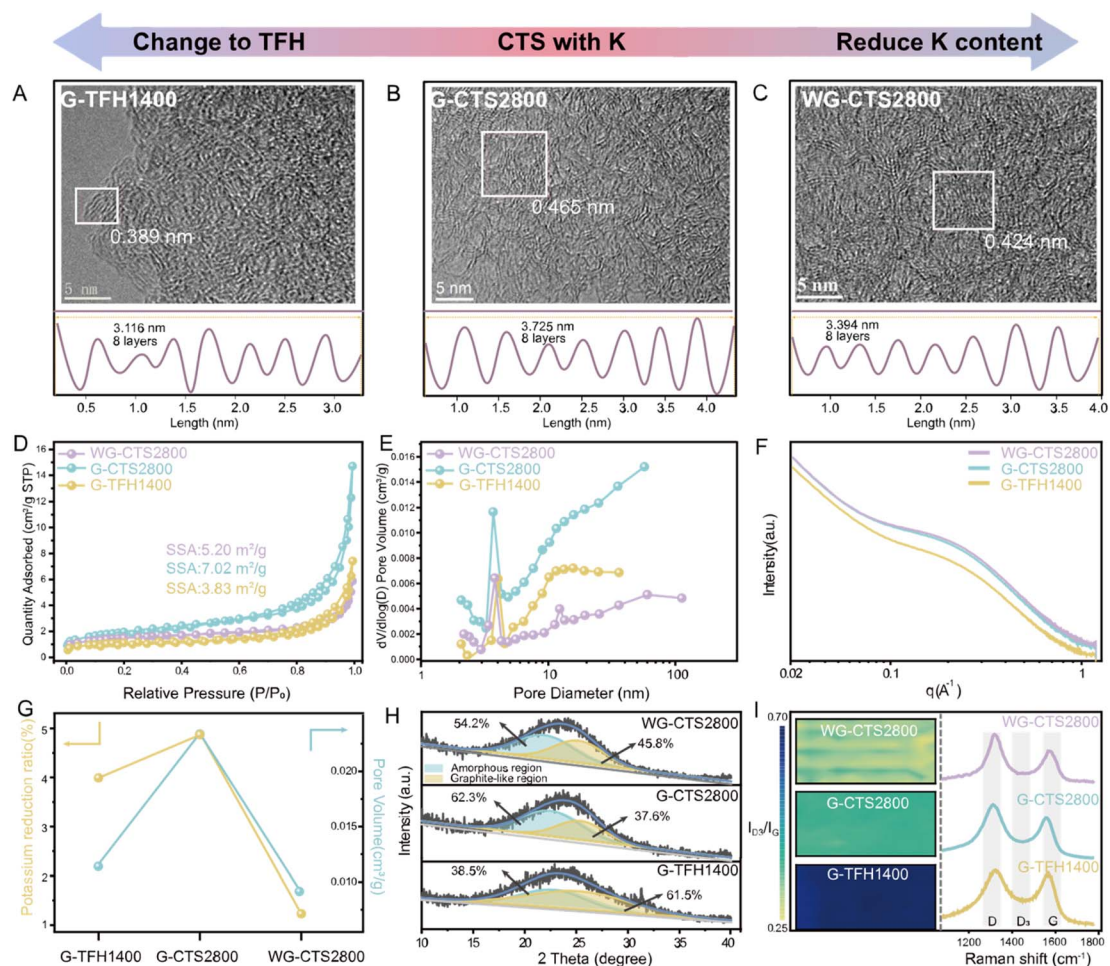 Change to TFH
CTS with K
Reduce K content
A
G-TFH1400
0.389 nm
5 nm
3.116 nm
8 layers
0.5
1.0
1.5
2.0
2.5
3.0
Length (nm)
B
G-CTS2800
0.465 nm
5 nm
3.725 nm
8 layers
1.0
1.5
2.0
2.5
3.0
3.5
4.0
Length (nm)
C
WG-CTS2800
0.424 nm
5 nm
3.394 nm
8 layers
1.0
1.5
2.0
2.5
3.0
3.5
4.0
Length (nm)
D
WG-CTS2800
G-CTS2800
G-TFH1400
SSA:5.20 m²/g
SSA:7.02 m²/g
SSA:3.83 m²/g
Quantity Adsorbed (cm²/g STP)
16
14
12
10
8
6
4
2
0
0.0
0.2
0.4
0.6
0.8
1.0
Relative Pressure (P/P₀)
E
WG-CTS2800
G-CTS2800
G-TFH1400
dV/dlog(D) Pore Volume (cm³/g)
0.016
0.014
0.012
0.010
0.008
0.006
0.004
0.002
0.000
1
10
100
Pore Diameter (nm)
F
WG-CTS2800
G-CTS2800
G-TFH1400
Intensity(a.u.)
0.02
0.1
1
q(A⁻¹)
G
Potassium reduction ratio(%)
5
4
3
2
1
Pore Volume(cm³/g)
0.020
0.015
0.010
G-TFH1400
G-CTS2800
WG-CTS2800
H
54.2%
WG-CTS2800
45.8%
Amorphous region
Graphite-like region
62.3%
G-CTS2800
37.6%
38.5%
G-TFH1400
61.5%
Intensity (a.u.)
10
15
20
25
30
35
40
2 Theta (degree)
I
0.70
I_D3/I_G
0.25
WG-CTS2800
G-CTS2800
G-TFH1400
WG-CTS2800
G-CTS2800
G-TFH1400
D
D₃
G
1200
1400
1600
1800
Raman shift (cm⁻¹)